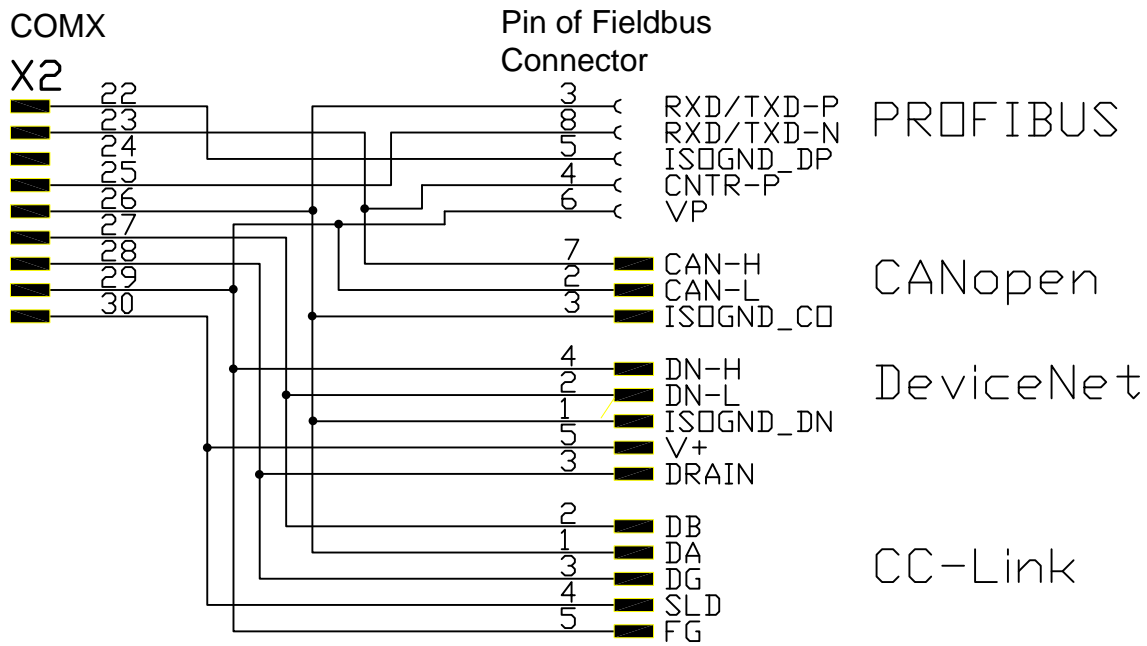 COMX
Pin of Fieldbus
Connector
X2
22
23
24
25
26
27
28
29
30
3 RXD/TXD-P
8 RXD/TXD-N
5 ISOGND_DP
4 CNTR-P
6 VP
PROFIBUS
7 CAN-H
2 CAN-L
3 ISOGND_CO
CANopen
4 DN-H
2 DN-L
1 ISOGND_DN
5 V+
3 DRAIN
DeviceNet
2 DB
1 DA
3 DG
4 SLD
5 FG
CC-Link